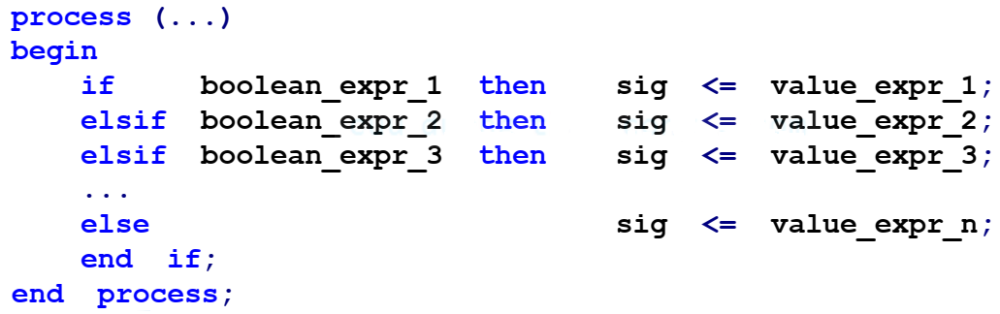 process (...)
begin
if boolean_expr_1 then sig <= value_expr_1;
elsif boolean_expr_2 then sig <= value_expr_2;
elsif boolean_expr_3 then sig <= value_expr_3;
...
else sig <= value_expr_n;
end if;
end process;